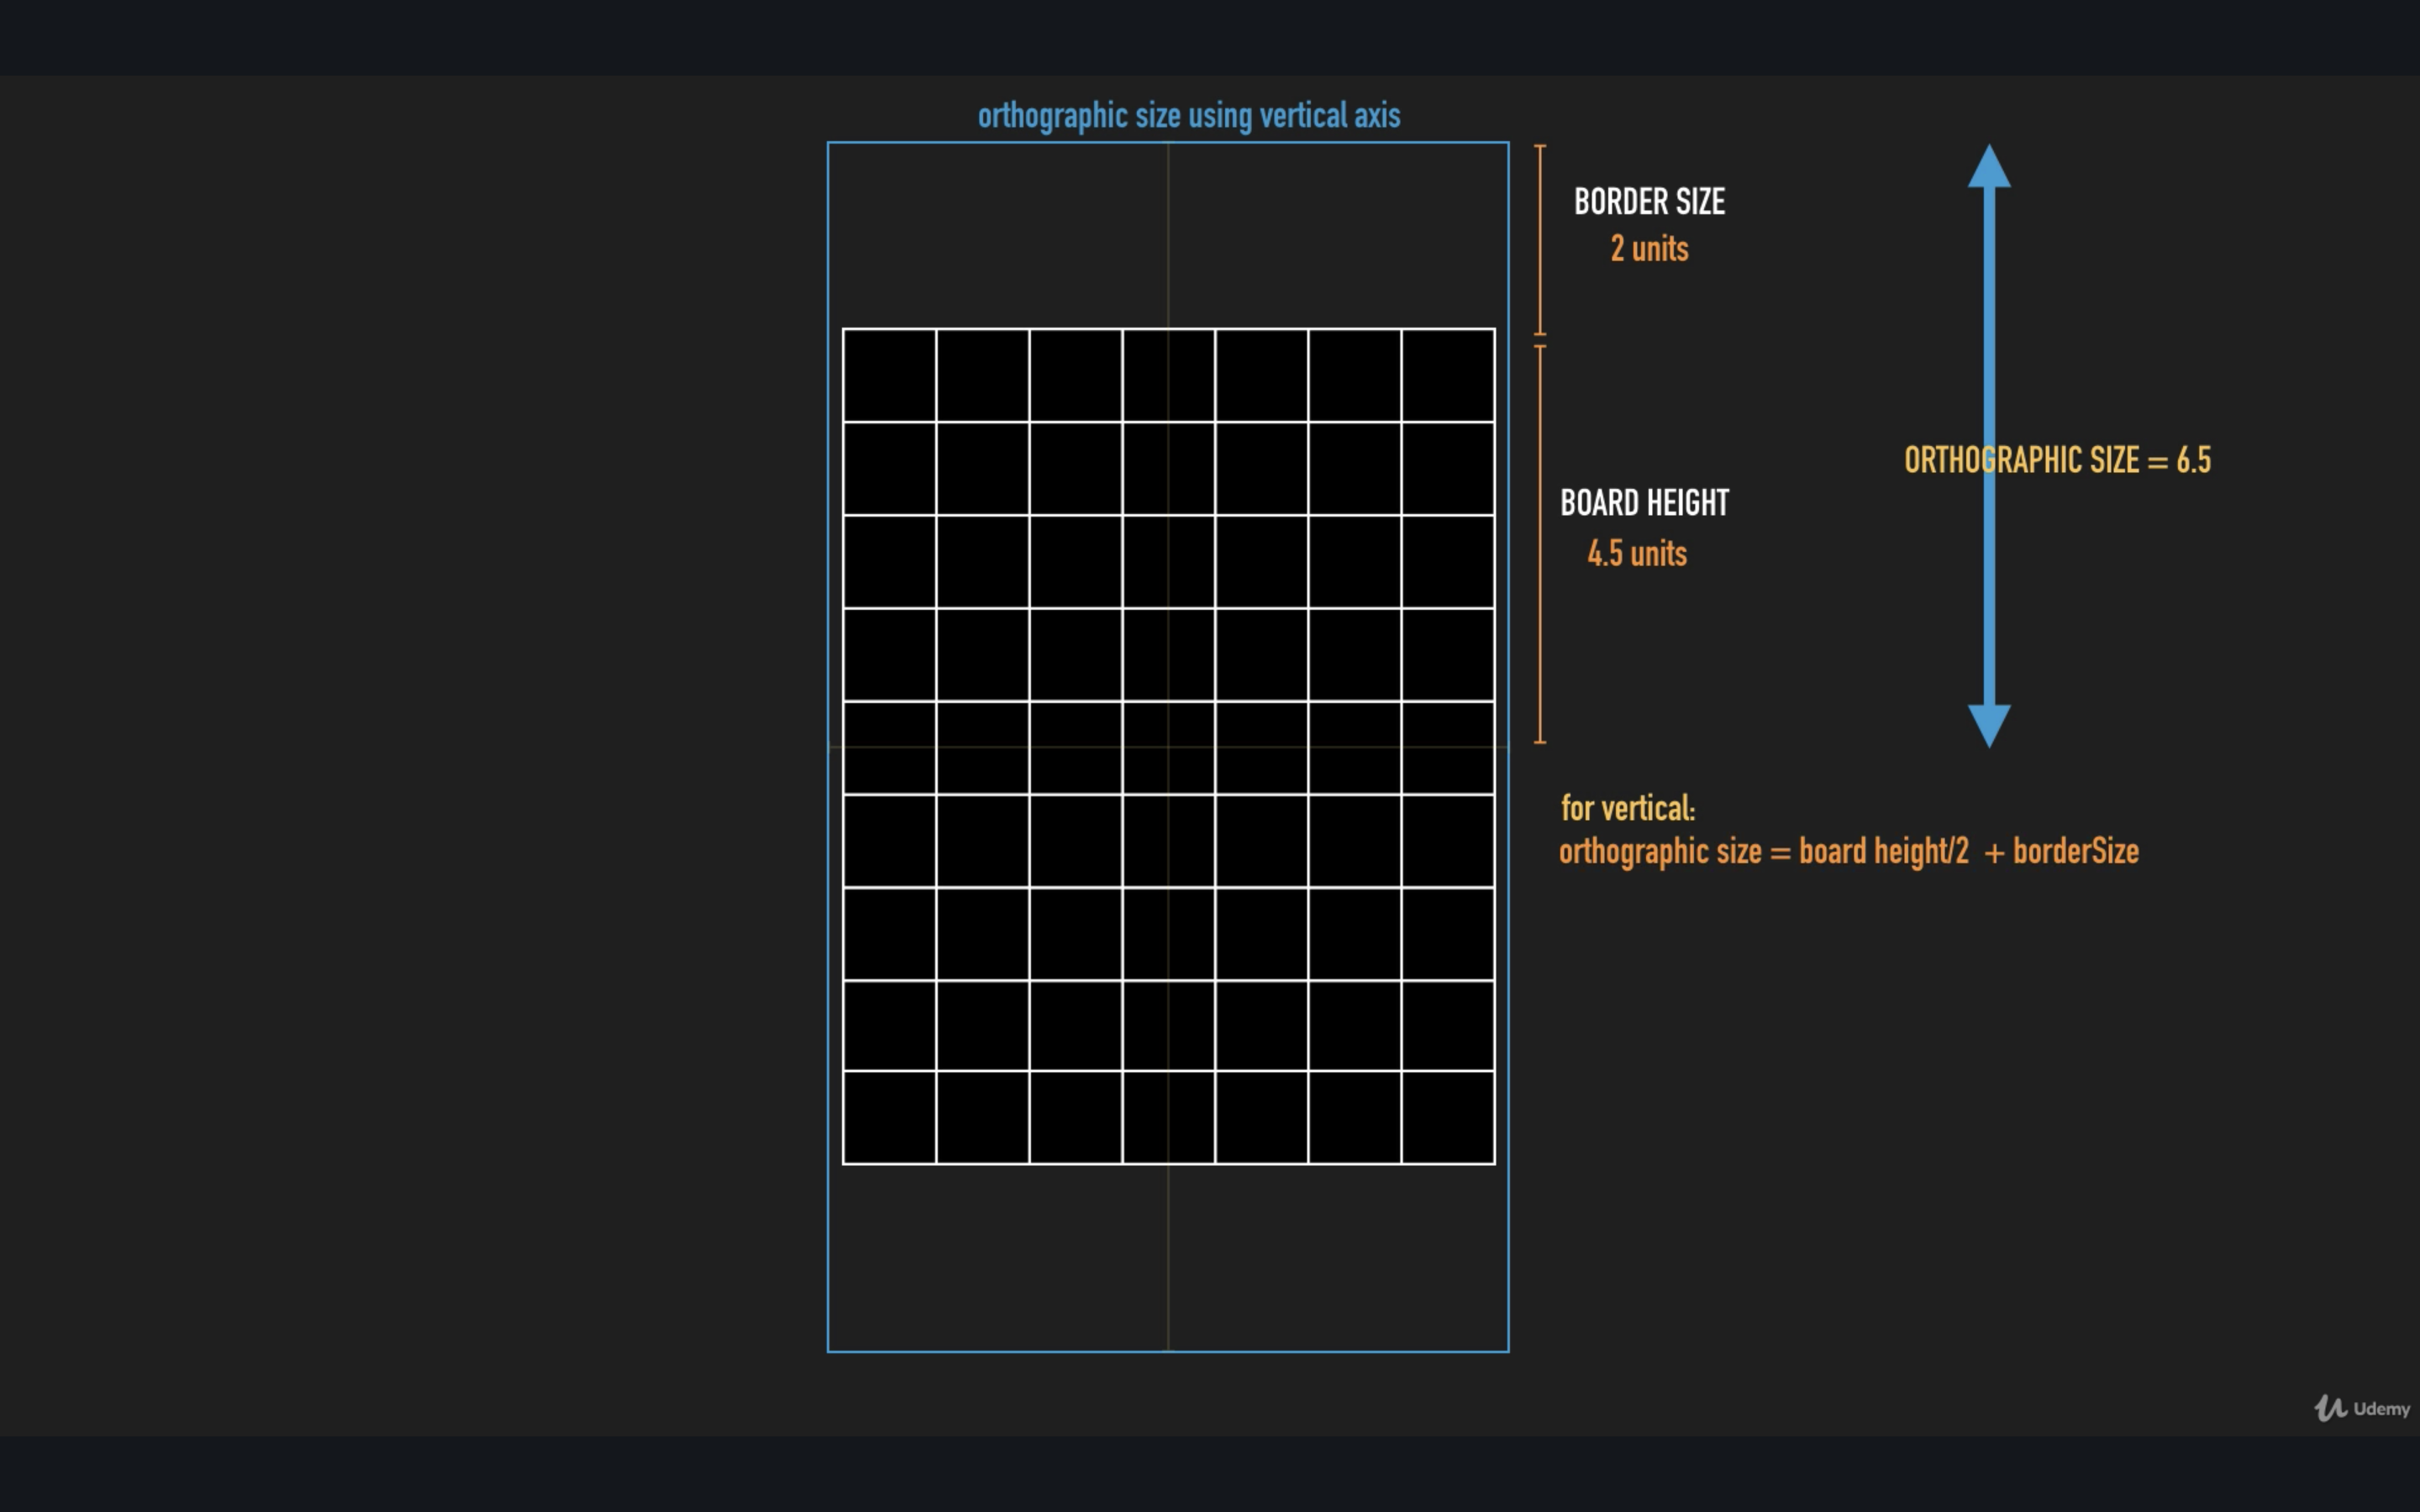 orthographic size using vertical axis
BORDER SIZE
2 units
ORTHOGRAPHIC SIZE = 6.5
BOARD HEIGHT
4.5 units
for vertical:
orthographic size = board height/2 + borderSize
Udemy